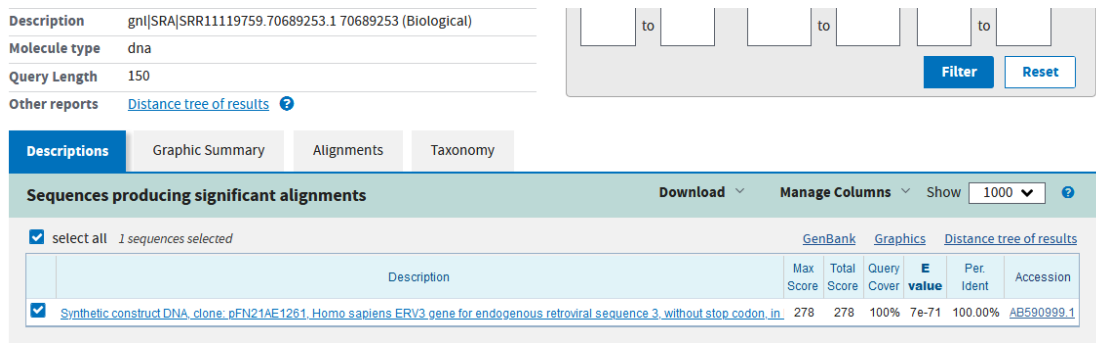 Description gnl|SRA|SRR11119759.70689253.1 70689253 (Biological)
to to to
Molecule type dna
Query Length 150
Filter Reset
Other reports Distance tree of results ?
Descriptions Graphic Summary Alignments Taxonomy
Sequences producing significant alignments Download Manage Columns Show 1000 ?
select all 1 sequences selected GenBank Graphics Distance tree of results
Description Max Score Total Score Query Cover E value Per. Ident Accession
Synthetic construct DNA, clone: pFN21AE1261, Homo sapiens ERV3 gene for endogenous retroviral sequence 3, without stop codon, in 278 278 100% 7e-71 100.00% AB590999.1